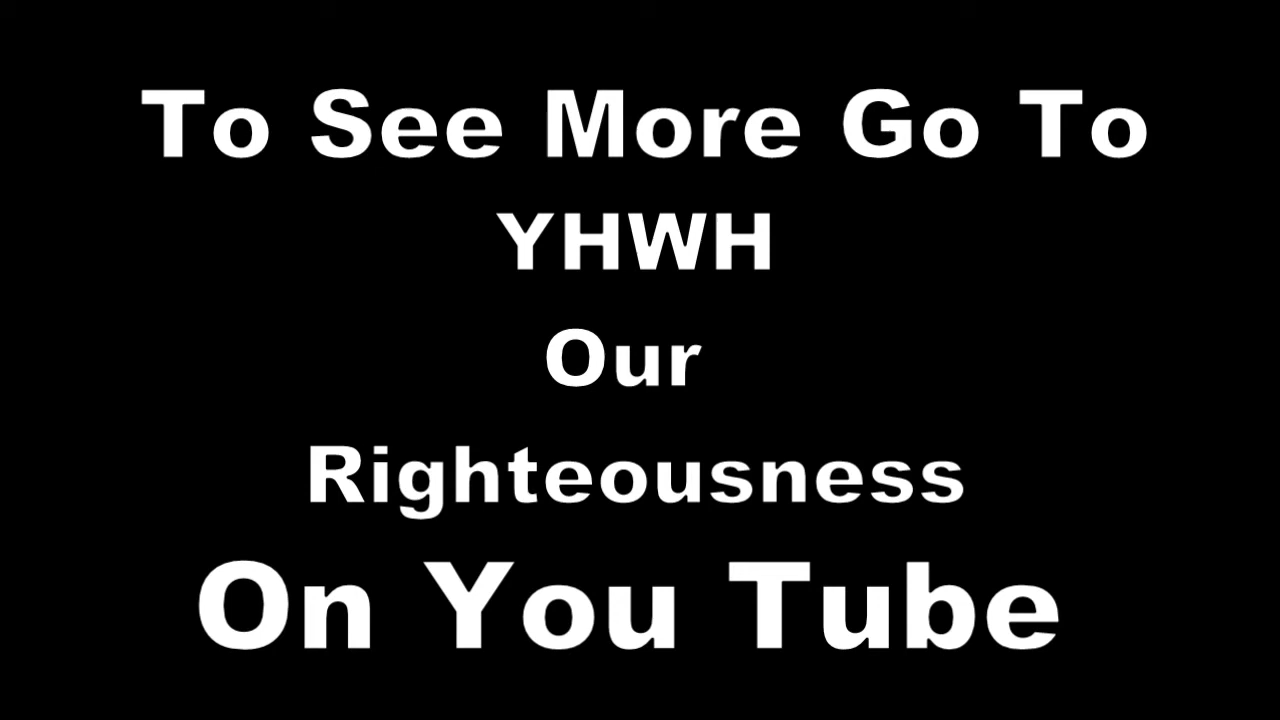 To See More Go To
YHWH
Our
Righteousness
On You Tube